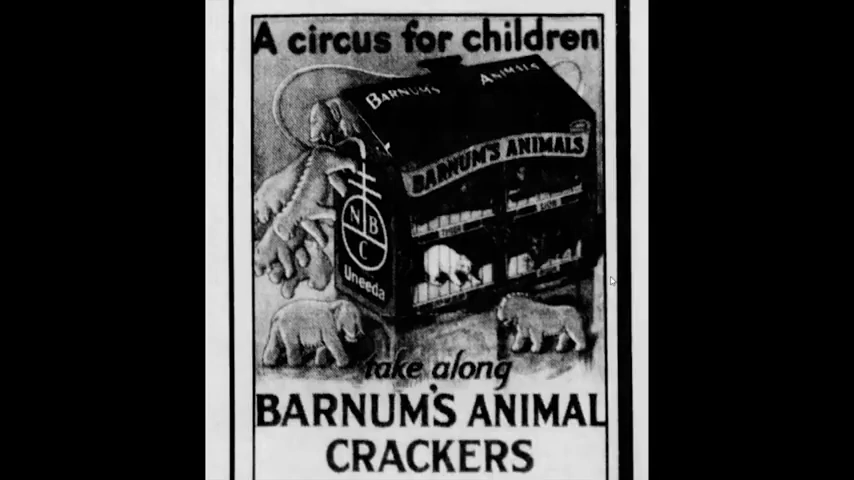 A circus for children
BARNUM'S ANIMALS
BARNUM'S ANIMALS
N B
C
Uneeda
take along
BARNUM'S ANIMAL
CRACKERS